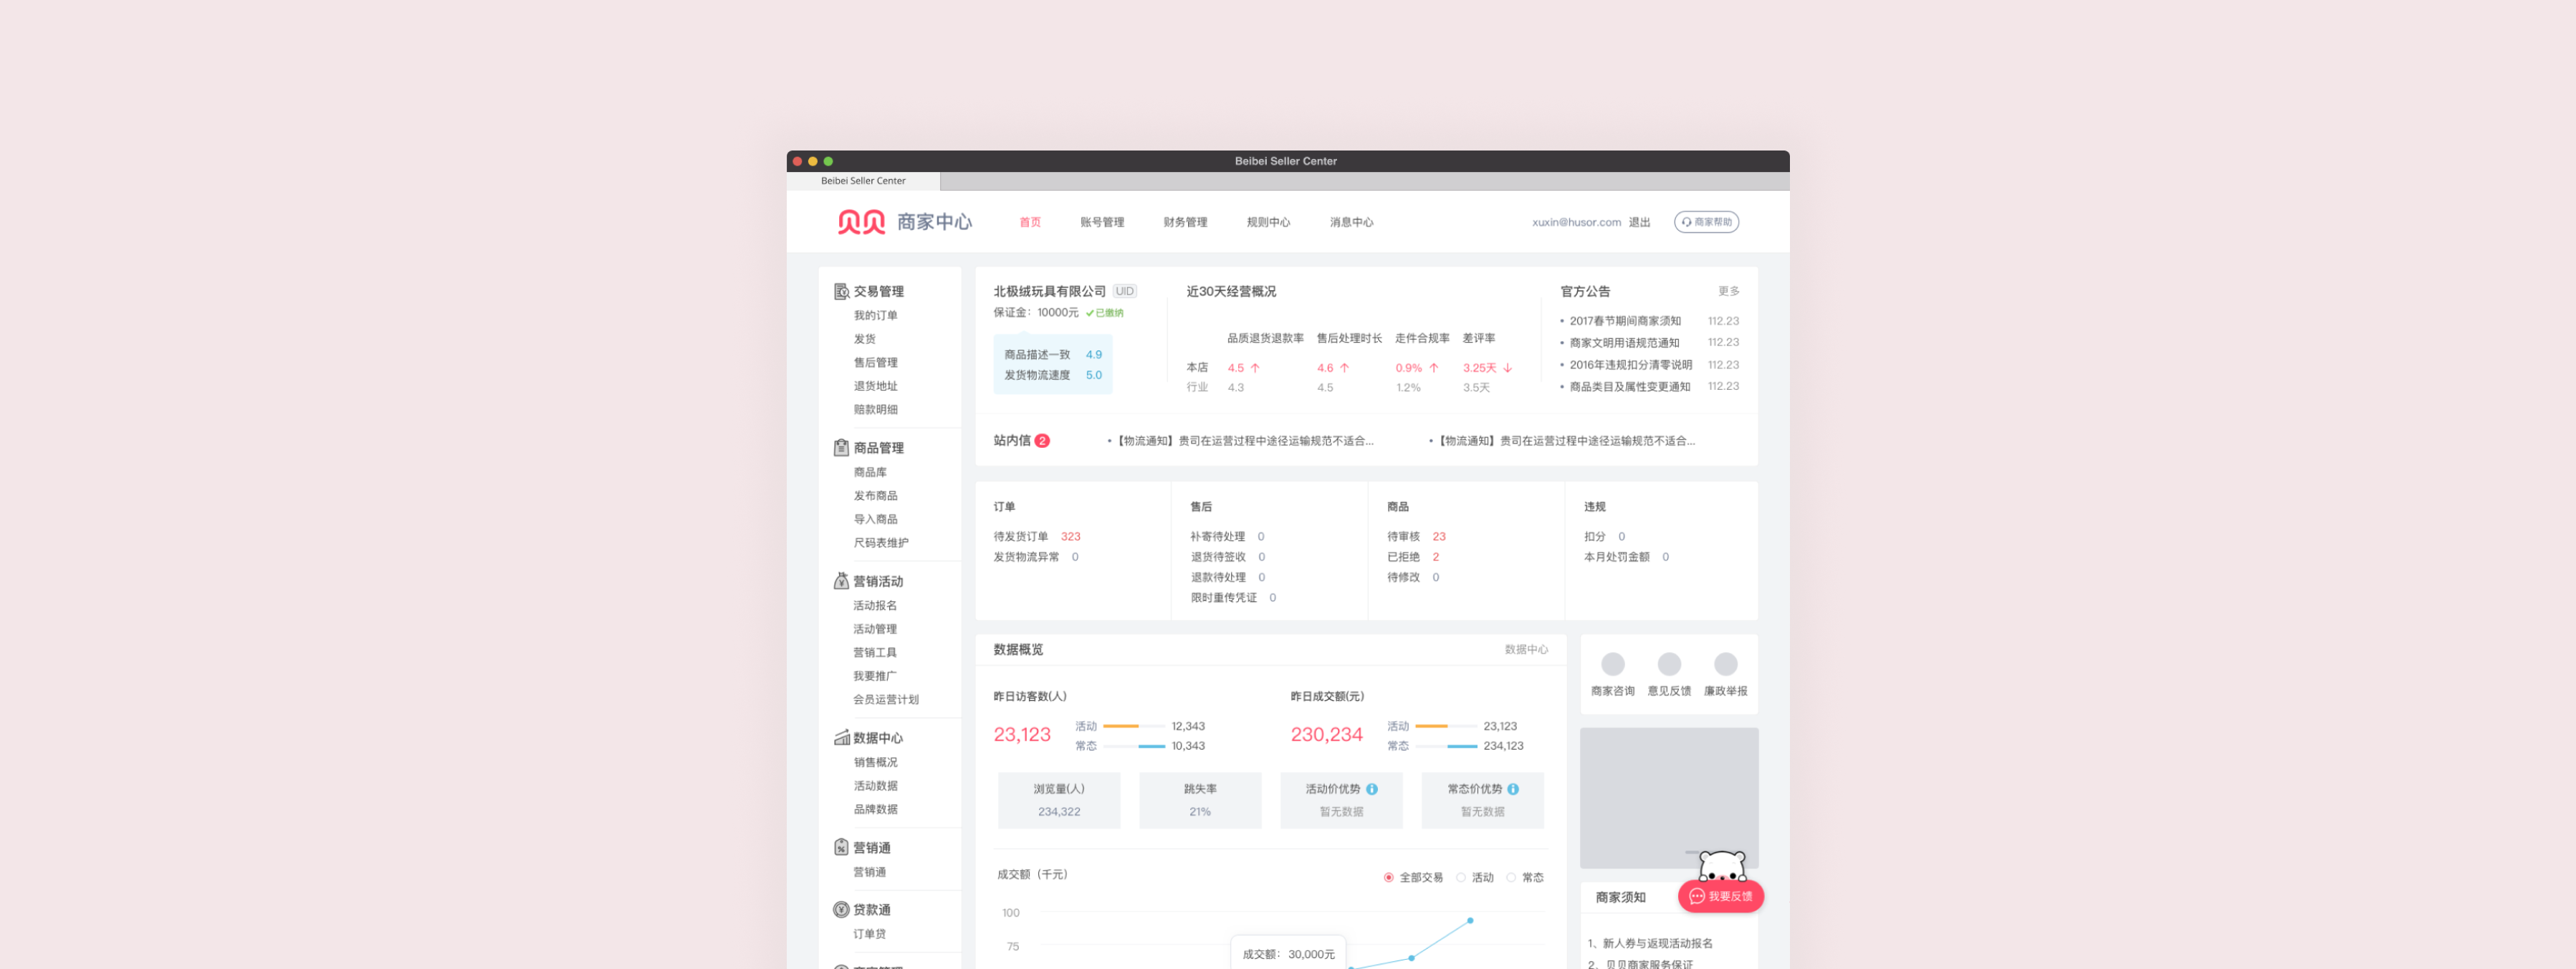 Beibei Seller Center
Beibei Seller Center
贝贝 商家中心
首页 账号管理 财务管理 规则中心 消息中心
xuxin@husor.com 退出 商家帮助
交易管理
我的订单
发货
售后管理
退货地址
赔款明细
商品管理
商品库
发布商品
导入商品
尺码表维护
营销活动
活动报名
活动管理
营销工具
我要推广
会员运营计划
数据中心
销售概况
活动数据
品牌数据
营销通
营销通
贷款通
订单贷
北极绒玩具有限公司 UID
保证金：10000元 已缴纳
商品描述一致 4.9
发货物流速度 5.0
近30天经营概况
品质退货退款率 售后处理时长 走件合规率 差评率
本店 4.5 ↑ 4.6 ↑ 0.9% ↑ 3.25天 ↓
行业 4.3 4.5 1.2% 3.5天
官方公告 更多
• 2017春节期间商家须知 112.23
• 商家文明用语规范通知 112.23
• 2016年违规扣分清零说明 112.23
• 商品类目及属性变更通知 112.23
站内信 2
•【物流通知】贵司在运营过程中途径运输规范不适合...
•【物流通知】贵司在运营过程中途径运输规范不适合...
订单
待发货订单 323
发货物流异常 0
售后
补寄待处理 0
退货待签收 0
退款待处理 0
限时重传凭证 0
商品
待审核 23
已拒绝 2
待修改 0
违规
扣分 0
本月处罚金额 0
数据概览 数据中心
昨日访客数(人)
23,123
活动 12,343
常态 10,343
昨日成交额(元)
230,234
活动 23,123
常态 234,123
浏览量(人)
234,322
跳失率
21%
活动价优势
暂无数据
常态价优势
暂无数据
成交额（千元）
全部交易 活动 常态
100
75
成交额：30,000元
商家咨询 意见反馈 廉政举报
商家须知
我要反馈
1、新人券与返现活动报名
2、贝贝商家服务保证